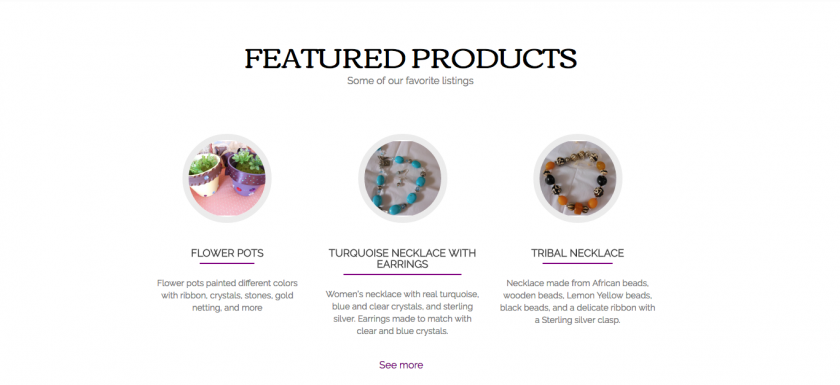 FEATURED PRODUCTS
Some of our favorite listings
FLOWER POTS
Flower pots painted different colors
with ribbon, crystals, stones, gold
netting, and more
TURQUOISE NECKLACE WITH
EARRINGS
Women's necklace with real turquoise,
blue and clear crystals, and sterling
silver. Earrings made to match with
clear and blue crystals.
TRIBAL NECKLACE
Necklace made from African beads,
wooden beads, Lemon Yellow beads,
black beads, and a delicate ribbon with
a Sterling silver clasp.
See more